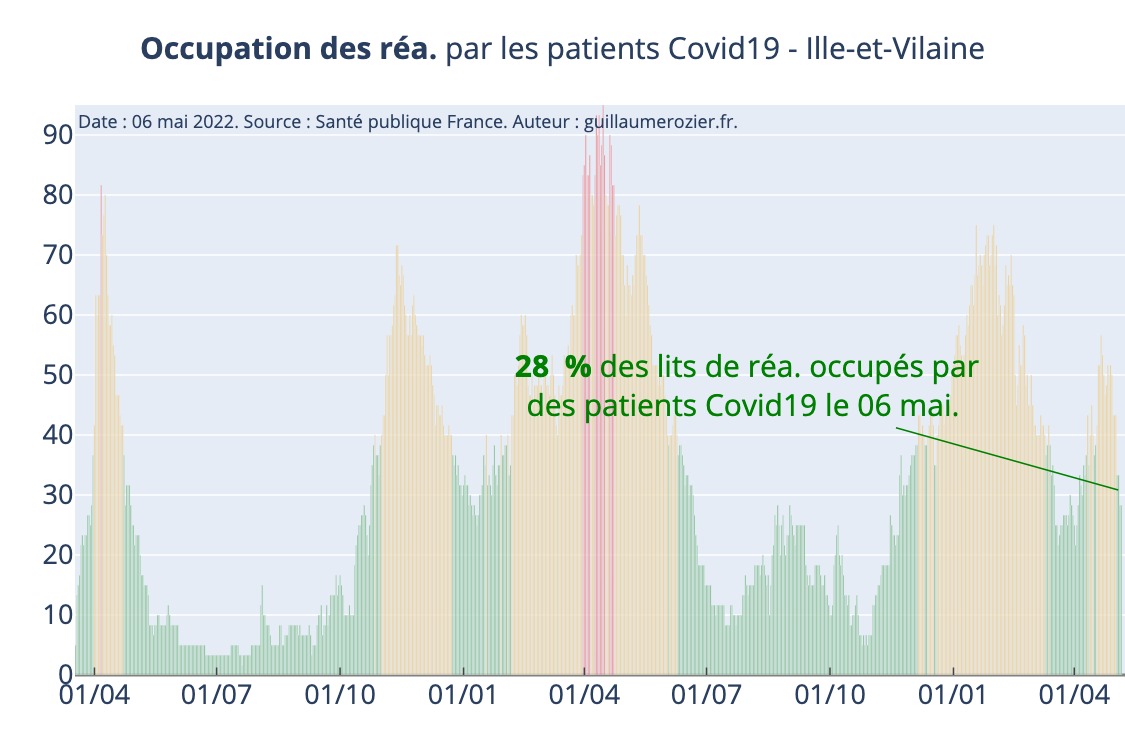 Occupation des réa. par les patients Covid19 - Ille-et-Vilaine
Date : 06 mai 2022. Source : Santé publique France. Auteur : guillaumerozier.fr.
90
80
70
60
50
40
30
20
10
0
28 % des lits de réa. occupés par
des patients Covid19 le 06 mai.
01/04 01/07 01/10 01/01 01/04 01/07 01/10 01/01 01/04